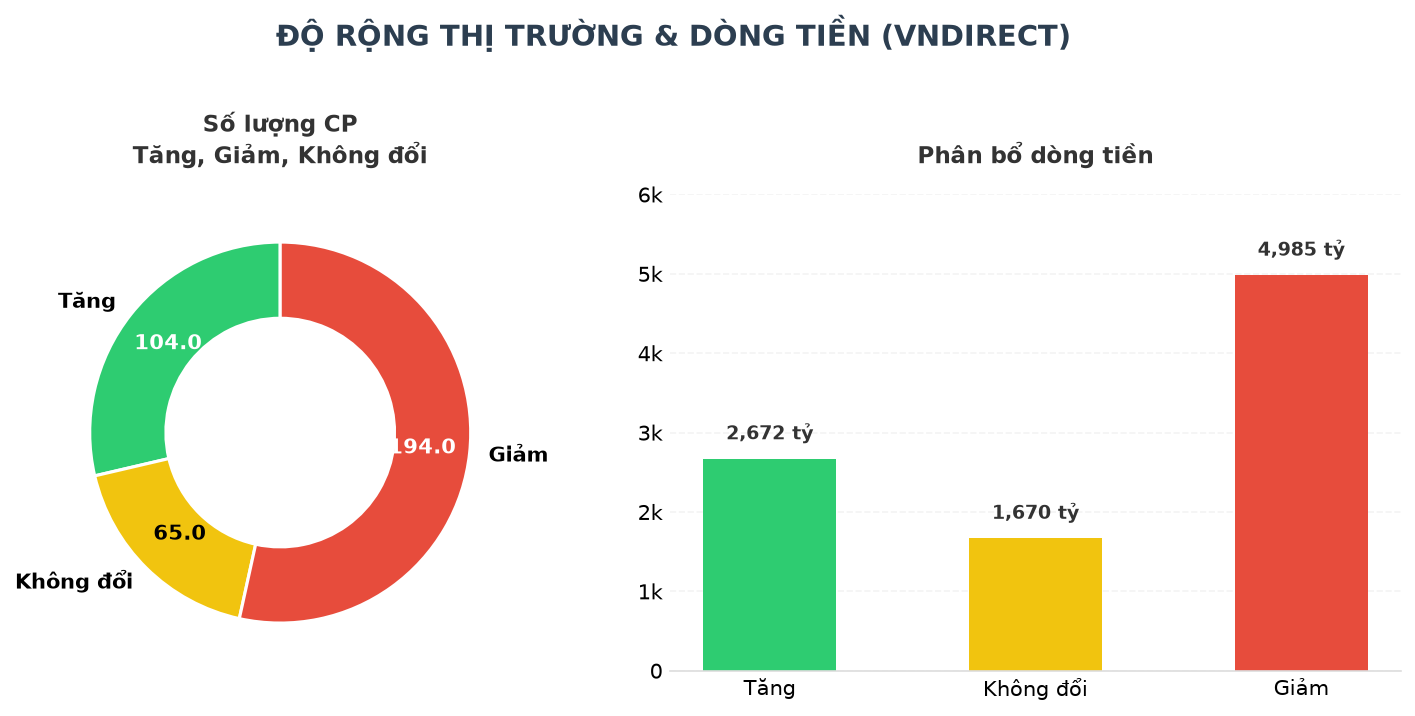 ĐỘ RỘNG THỊ TRƯỜNG & DÒNG TIỀN (VNDIRECT)
Số lượng CP
Tăng, Giảm, Không đổi
Tăng
104.0
194.0
Giảm
65.0
Không đổi
Phân bổ dòng tiền
6k
5k
4k
3k
2k
1k
0
2,672 tỷ
1,670 tỷ
4,985 tỷ
Tăng
Không đổi
Giảm